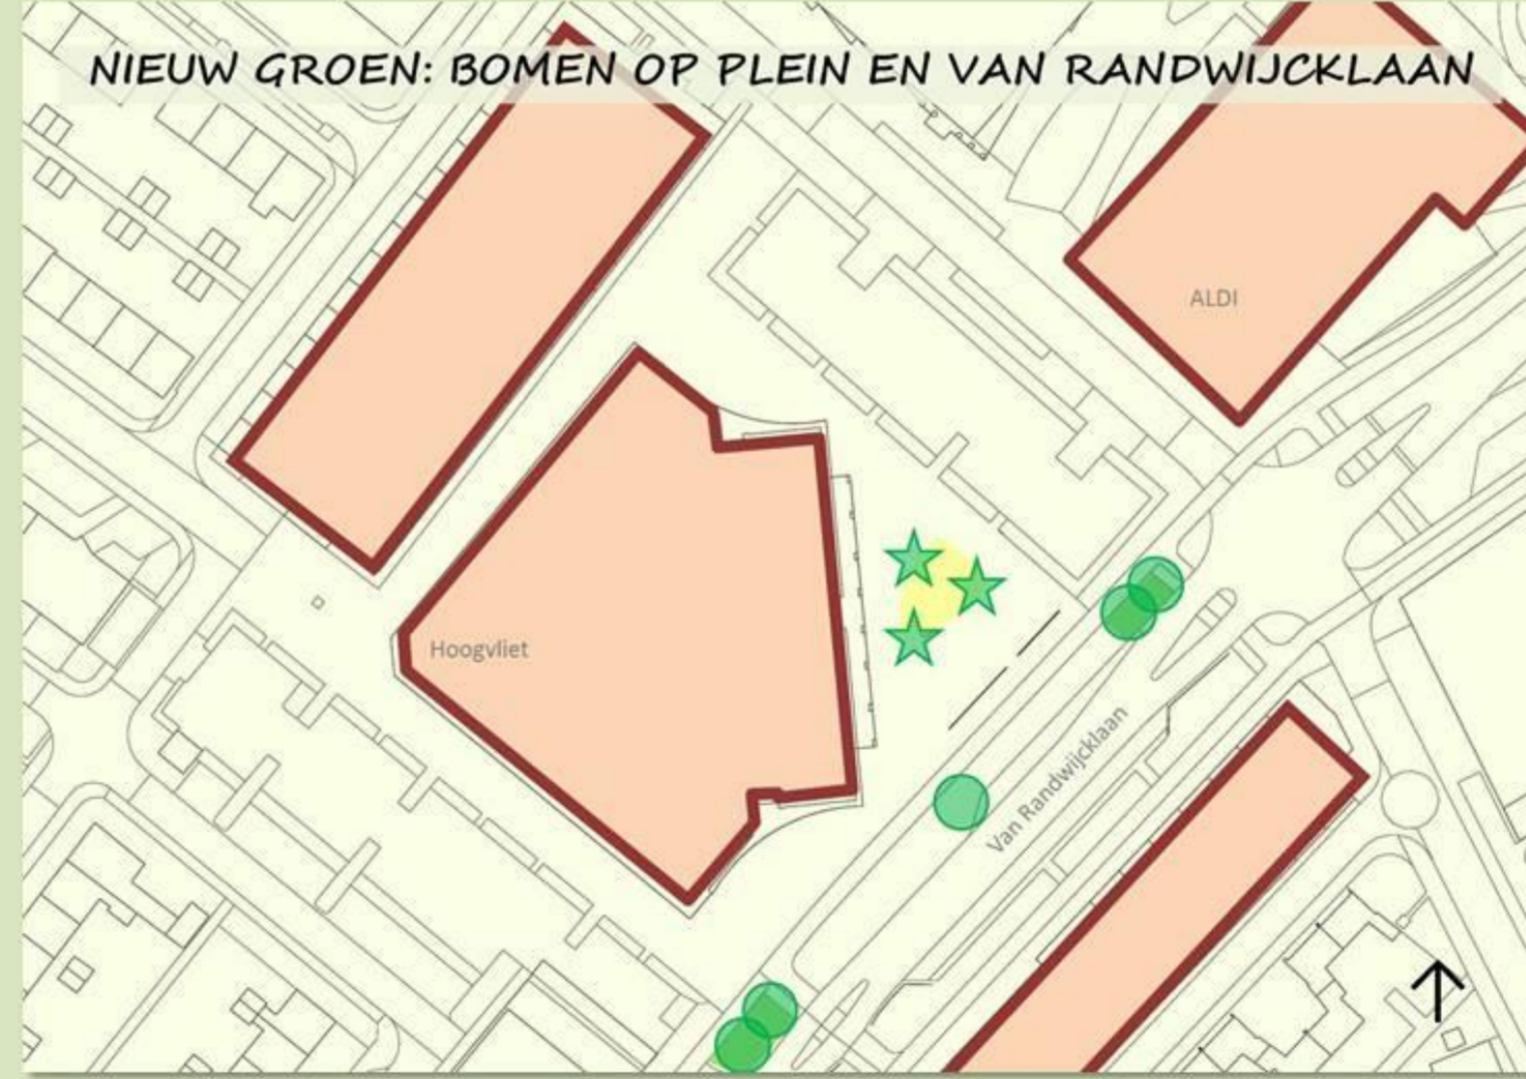 NIEUW GROEN: BOMEN OP PLEIN EN VAN RANDWIJCKLAAN
ALDI
Hoogvliet
Van Randwijcklaan